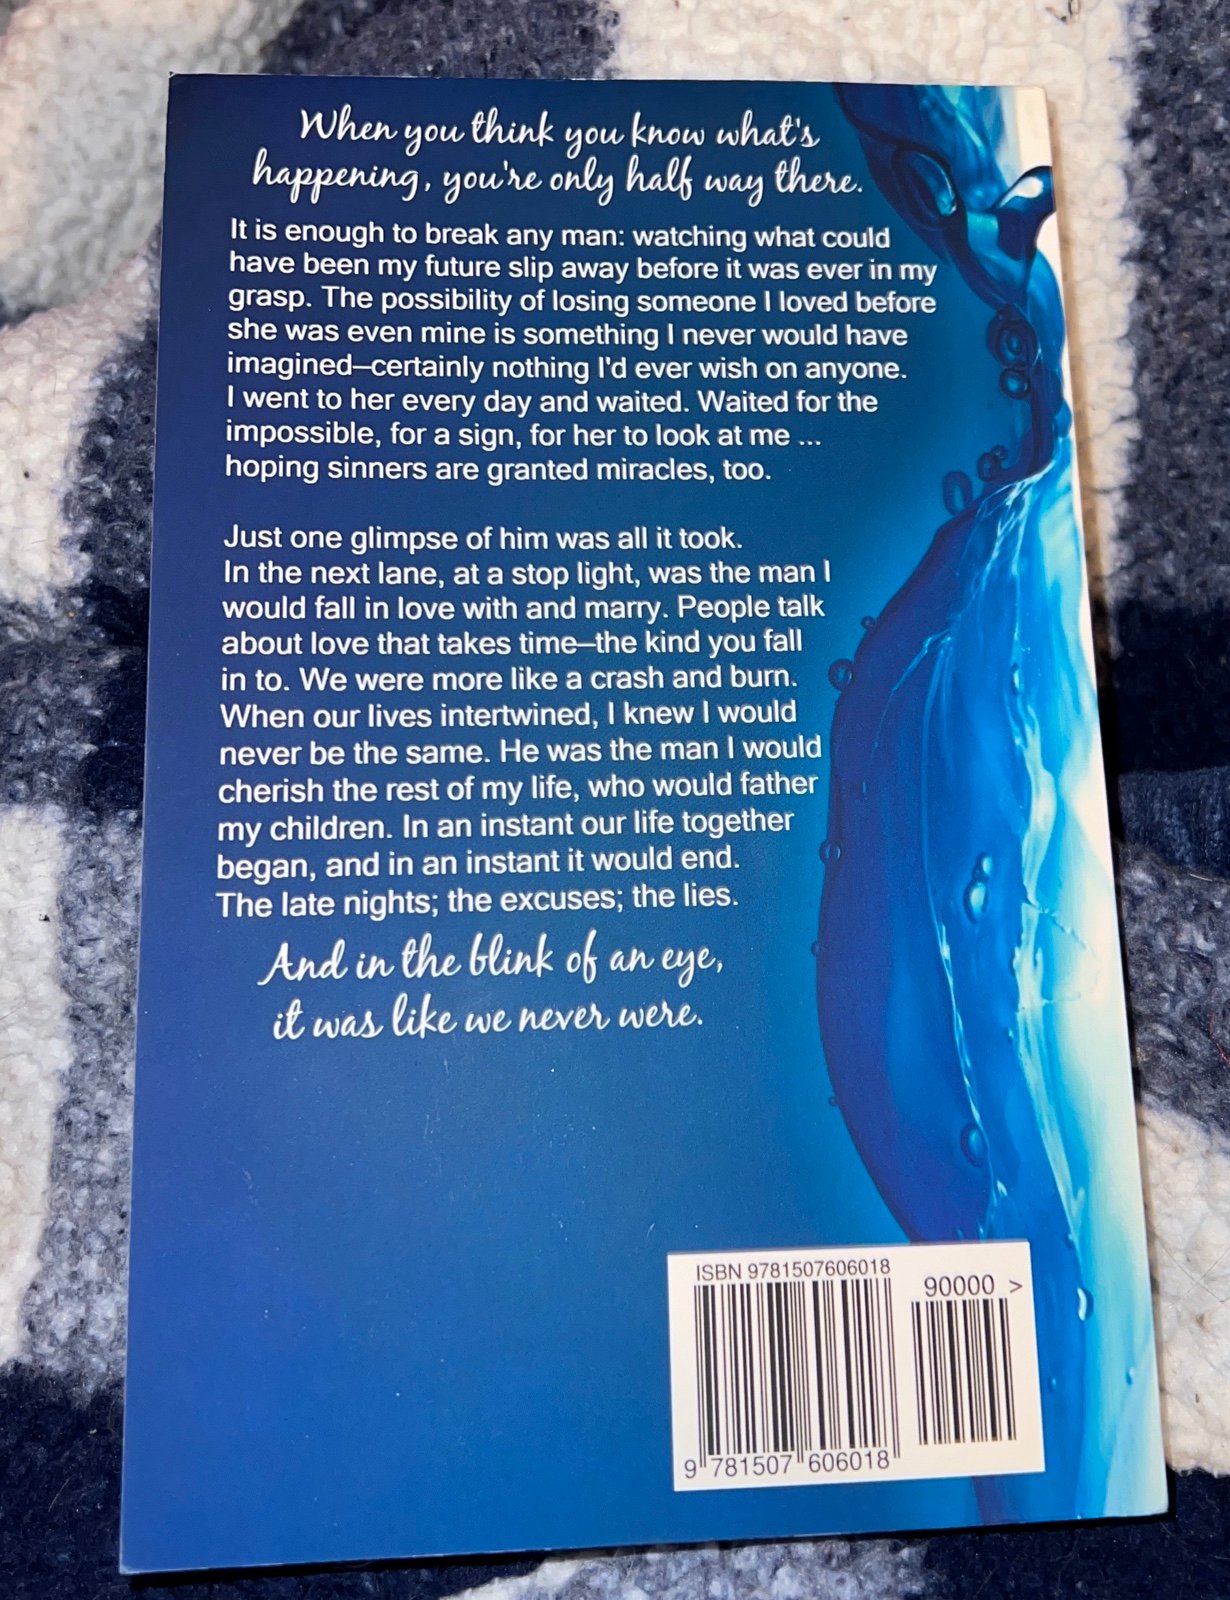 When you think you know what's
happening, you're only half way there.
It is enough to break any man: watching what could
have been my future slip away before it was ever in my
grasp. The possibility of losing someone I loved before
she was even mine is something I never would have
imagined—certainly nothing I'd ever wish on anyone.
I went to her every day and waited. Waited for the
impossible, for a sign, for her to look at me ...
hoping sinners are granted miracles, too.
Just one glimpse of him was all it took.
In the next lane, at a stop light, was the man I
would fall in love with and marry. People talk
about love that takes time—the kind you fall
in to. We were more like a crash and burn.
When our lives intertwined, I knew I would
never be the same. He was the man I would
cherish the rest of my life, who would father
my children. In an instant our life together
began, and in an instant it would end.
The late nights; the excuses; the lies.
And in the blink of an eye,
it was like we never were.
ISBN 9781507606018
90000 >
9 781507 606018